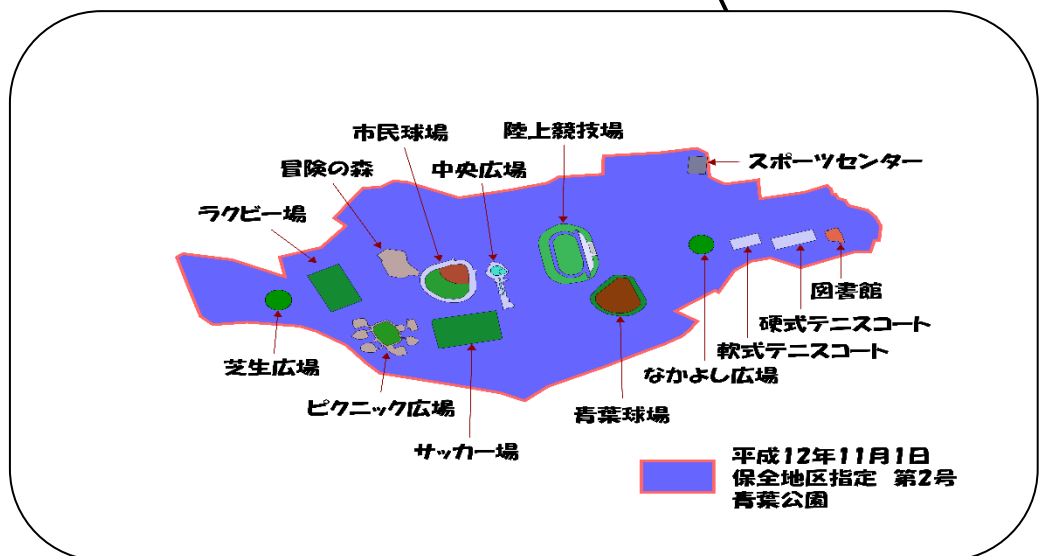 市民球場
陸上競技場
冒険の森
中央広場
スポーツセンター
ラクビー場
図書館
硬式テニスコート
軟式テニスコート
なかよし広場
芝生広場
ピクニック広場
青葉球場
サッカー場
平成12年11月1日
保全地区指定 第2号
青葉公園